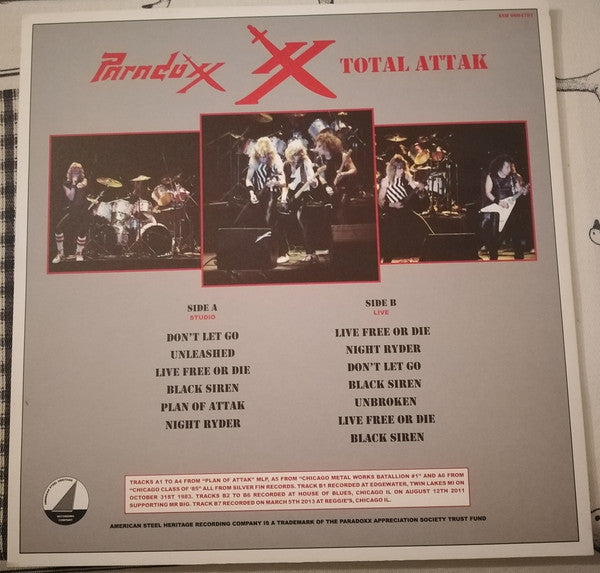 Paradoxx XX TOTAL ATTAK
SIDE A
STUDIO
DON'T LET GO
UNLEASHED
LIVE FREE OR DIE
BLACK SIREN
PLAN OF ATTAK
NIGHT RYDER
SIDE B
LIVE
LIVE FREE OR DIE
NIGHT RYDER
DON'T LET GO
BLACK SIREN
UNBROKEN
LIVE FREE OR DIE
BLACK SIREN
TRACKS A1 TO A4 FROM "PLAN OF ATTAK" MLP, A5 FROM "CHICAGO METAL WORKS BATALLION #1" AND A6 FROM
"CHICAGO CLASS OF '85" ALL FROM SILVER FIN RECORDS. TRACK B1 RECORDED AT EDGEWATER, TWIN LAKES MI ON
OCTOBER 31ST 1983. TRACKS B2 TO B6 RECORDED AT HOUSE OF BLUES, CHICAGO IL ON AUGUST 12TH 2011
SUPPORTING MR BIG. TRACK B7 RECORDED ON MARCH 5TH 2013 AT REGGIE'S, CHICAGO IL.
AMERICAN STEEL HERITAGE RECORDING COMPANY IS A TRADEMARK OF THE PARADOXX APPRECIATION SOCIETY TRUST FUND